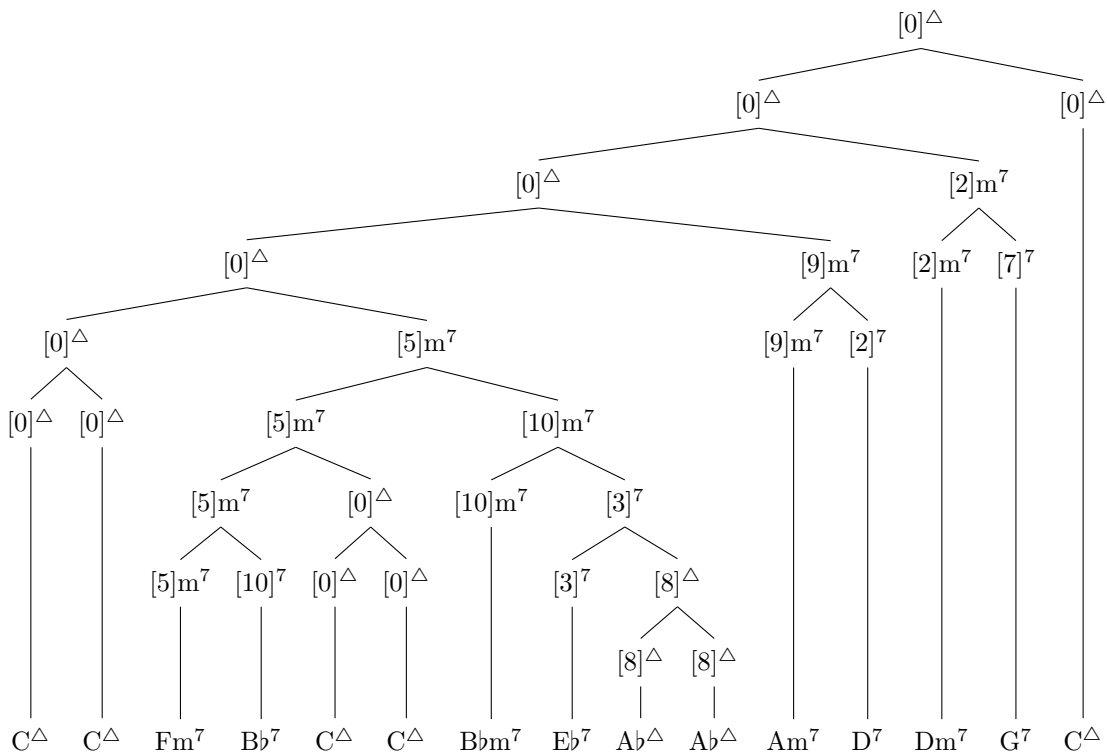 [0]△
[0]△ [0]△
[0]△ [2]m⁷
[0]△ [9]m⁷ [2]m⁷ [7]⁷
[0]△ [5]m⁷ [9]m⁷ [2]⁷
[0]△ [0]△ [5]m⁷ [10]m⁷
[5]m⁷ [0]△ [10]m⁷ [3]⁷
[5]m⁷ [10]⁷ [0]△ [0]△ [3]⁷ [8]△
[8]△ [8]△
C△ C△ Fm⁷ B♭⁷ C△ C△ B♭m⁷ E♭⁷ A♭△ A♭△ Am⁷ D⁷ Dm⁷ G⁷ C△